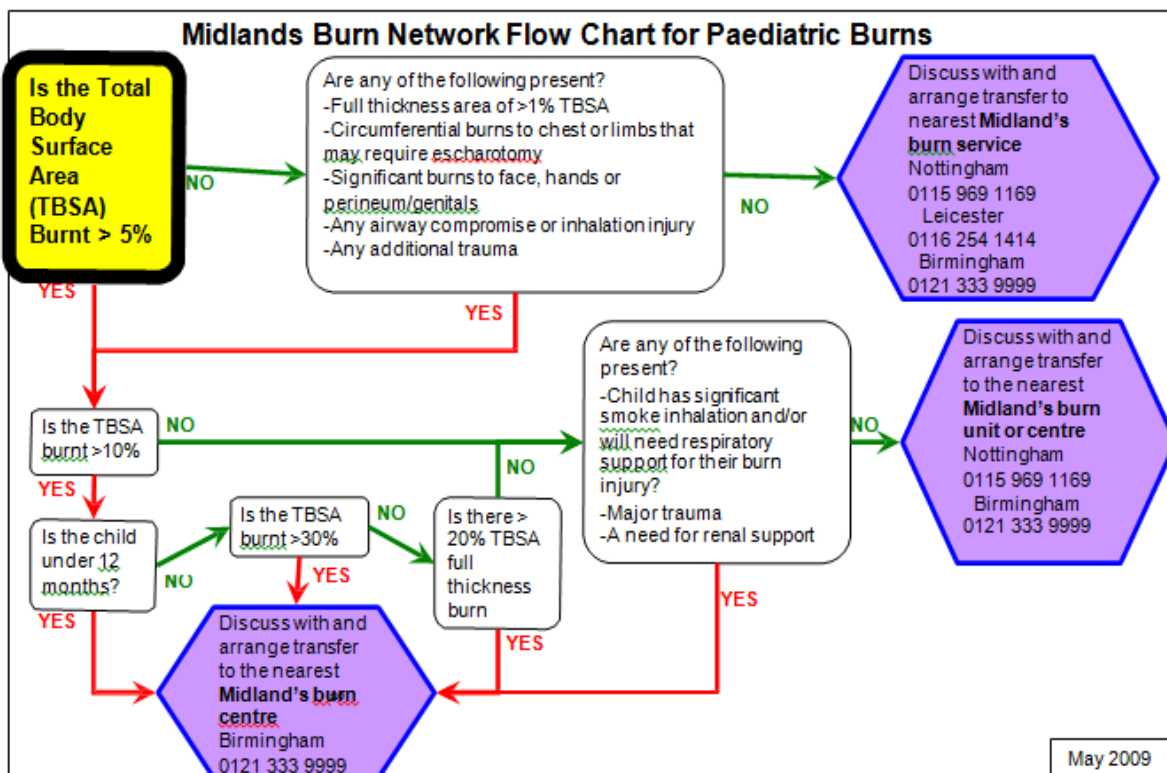 Midlands Burn Network Flow Chart for Paediatric Burns
Is the Total
Body
Surface
Area
(TBSA)
Burnt > 5%
NO
YES
Are any of the following present?
-Full thickness area of >1% TBSA
-Circumferential burns to chest or limbs that
may require escharotomy
-Significant burns to face, hands or
perineum/genitals
-Any airway compromise or inhalation injury
-Any additional trauma
NO
YES
Discuss with and
arrange transfer to
nearest Midland's
burn service
Nottingham
0115 969 1169
Leicester
0116 254 1414
Birmingham
0121 333 9999
Is the TBSA
burnt >10%
NO
YES
Are any of the following
present?
-Child has significant
smoke inhalation and/or
will need respiratory
support for their burn
injury?
-Major trauma
-A need for renal support
NO
YES
Discuss with and
arrange transfer
to the nearest
Midland's burn
unit or centre
Nottingham
0115 969 1169
Birmingham
0121 333 9999
Is the child
under 12
months?
NO
YES
Is the TBSA
burnt >30%
NO
YES
Is there >
20% TBSA
full
thickness
burn
NO
YES
Discuss with and
arrange transfer
to the nearest
Midland's burn
centre
Birmingham
0121 333 9999
May 2009